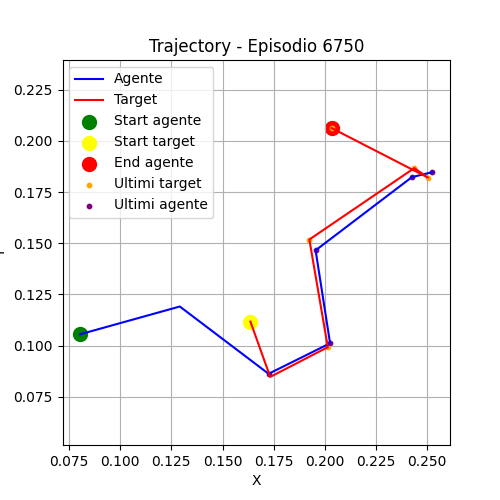 Trajectory - Episodio 6750
Agente
Target
Start agente
Start target
End agente
Ultimi target
Ultimi agente
0.225
0.200
0.175
0.150
0.125
0.100
0.075
0.075 0.100 0.125 0.150 0.175 0.200 0.225 0.250
X